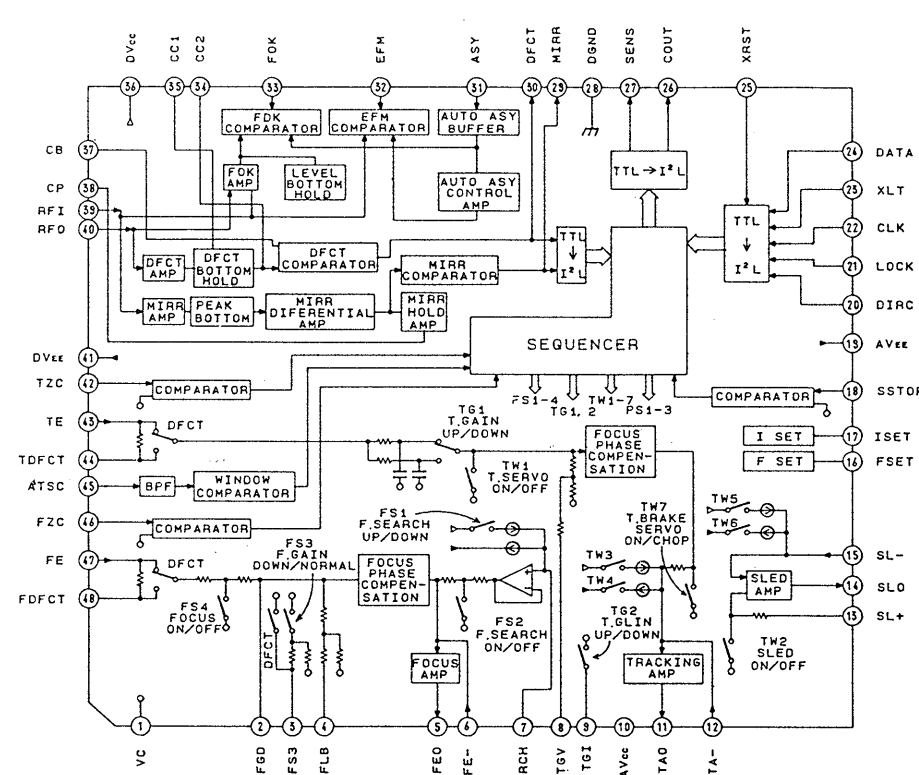 DVcc
CC1
CC2
FOK
EFM
ASY
DFCT
MIRR
DGND
SENS
COUT
XRST
36
35
34
33
32
31
30
29
28
27
26
25
FDK COMPARATOR
EFM COMPARATOR
AUTO ASY BUFFER
FOK AMP
LEVEL BOTTOM HOLD
AUTO ASY CONTROL AMP
TTL → I²L
TTL ↓ I²L
TTL ↓ I²L
CB 37
CP 38
RFI 39
RFO 40
24 DATA
23 XLT
22 CLK
21 LOCK
20 DIRC
19 AVEE
DFCT AMP
DFCT BOTTOM HOLD
DFCT COMPARATOR
MIRR COMPARATOR
MIRR AMP
PEAK BOTTOM
MIRR DIFERENTIAL AMP
MIRR HOLD AMP
SEQUENCER
DVEE 41
TZC 42
TE 43
TDFCT 44
ATSC 45
FZC 46
FE 47
FDFCT 48
COMPARATOR
FS1-4
TG1, 2
TW1-7
PS1-3
COMPARATOR
18 SSTOP
I SET
17 ISET
F SET
16 FSET
DFCT
TG1
T.GAIN
UP/DOWN
TW1
T.SERVO
ON/OFF
FOCUS PHASE COMPEN-SATION
BPF
WINDOW COMPARATOR
COMPARATOR
FS1
F.SEARCH
UP/DOWN
TW7
T.BRAKE
SERVO
ON/CHOP
TW5
TW6
TW3
TW4
15 SL-
SLED AMP
14 SLO
13 SL+
DFCT
FS3
F.GAIN
DOWN/NORMAL
FOCUS PHASE COMPEN-SATION
FS4
FOCUS
ON/OFF
DFCT
FS2
F.SEARCH
ON/OFF
TG2
T.GLIN
UP/DOWN
TW2
SLED
ON/OFF
FOCUS AMP
TRACKING AMP
1
2
3
4
5
6
7
8
9
10
11
12
VC
FGD
FS3
FLB
FEO
FE-
RCH
TGV
TGI
AVcc
TAO
TA-